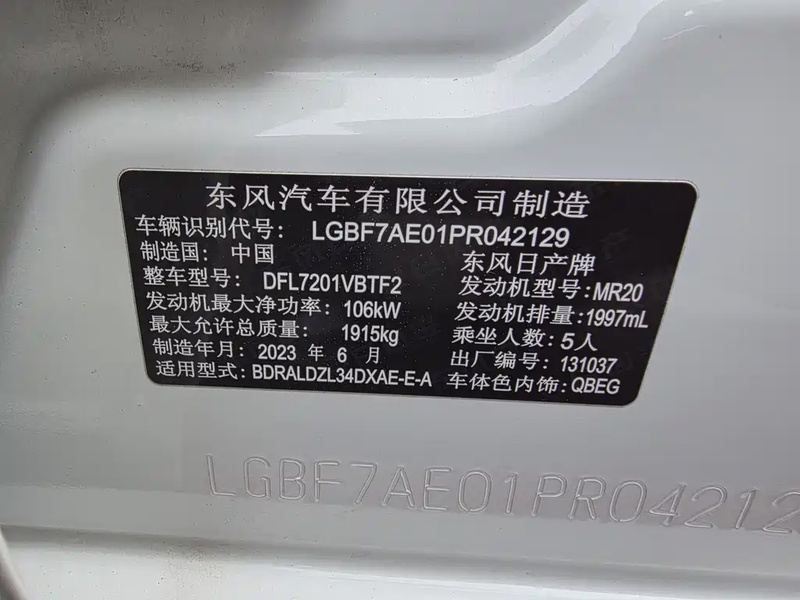 东风汽车有限公司制造
车辆识别代号: LGBF7AE01PR042129
制造国: 中国 东风日产牌
整车型号: DFL7201VBTF2 发动机型号:MR20
发动机最大净功率: 106kW 发动机排量:1997mL
最大允许总质量: 1915kg 乘坐人数: 5人
制造年月: 2023 年 6 月 出厂编号: 131037
适用型式: BDRALDZL34DXAE-E-A 车体色内饰:QBEG
LGBF7AE01PR04212